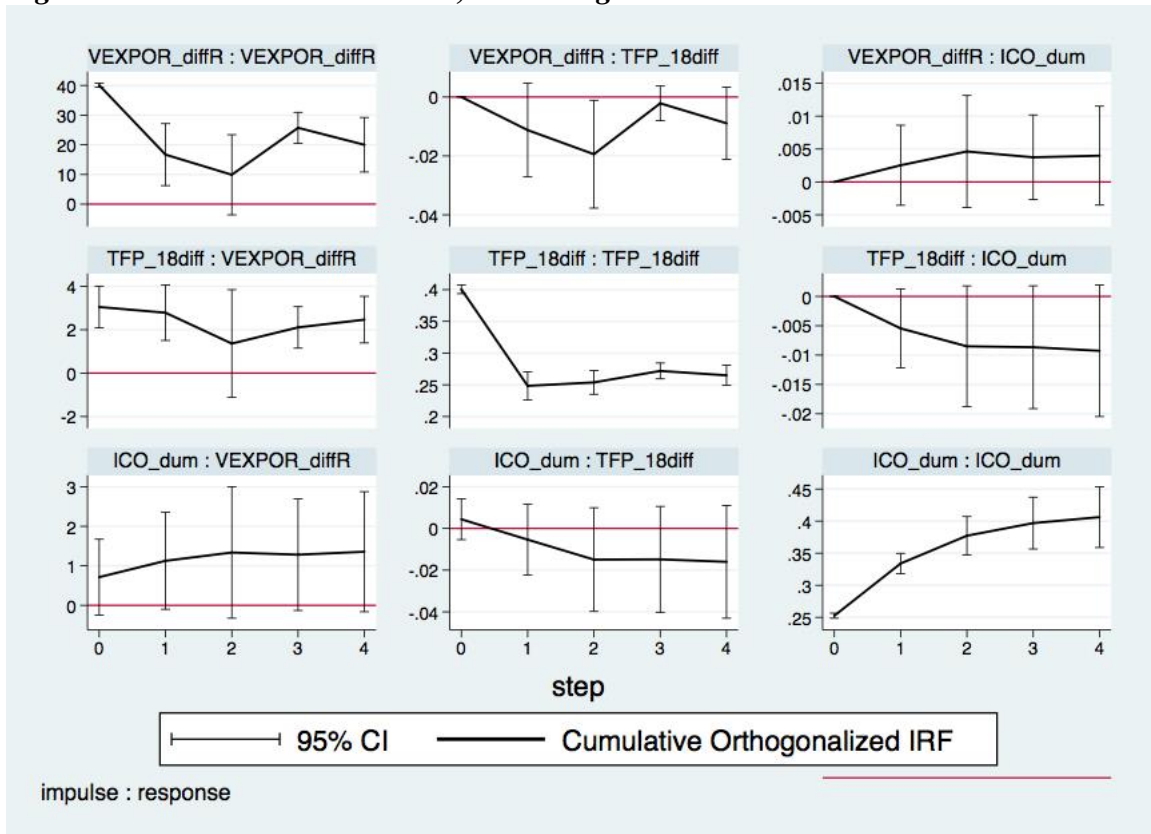 VEXPOR_diffR : VEXPOR_diffR
VEXPOR_diffR : TFP_18diff
VEXPOR_diffR : ICO_dum
40
30
20
10
0
0
-.02
-.04
.015
.01
.005
0
-.005
TFP_18diff : VEXPOR_diffR
TFP_18diff : TFP_18diff
TFP_18diff : ICO_dum
4
2
0
-2
.4
.35
.3
.25
.2
0
-.005
-.01
-.015
-.02
ICO_dum : VEXPOR_diffR
ICO_dum : TFP_18diff
ICO_dum : ICO_dum
3
2
1
0
.02
0
-.02
-.04
.45
.4
.35
.3
.25
0 1 2 3 4
0 1 2 3 4
0 1 2 3 4
step
95% CI
Cumulative Orthogonalized IRF
impulse : response